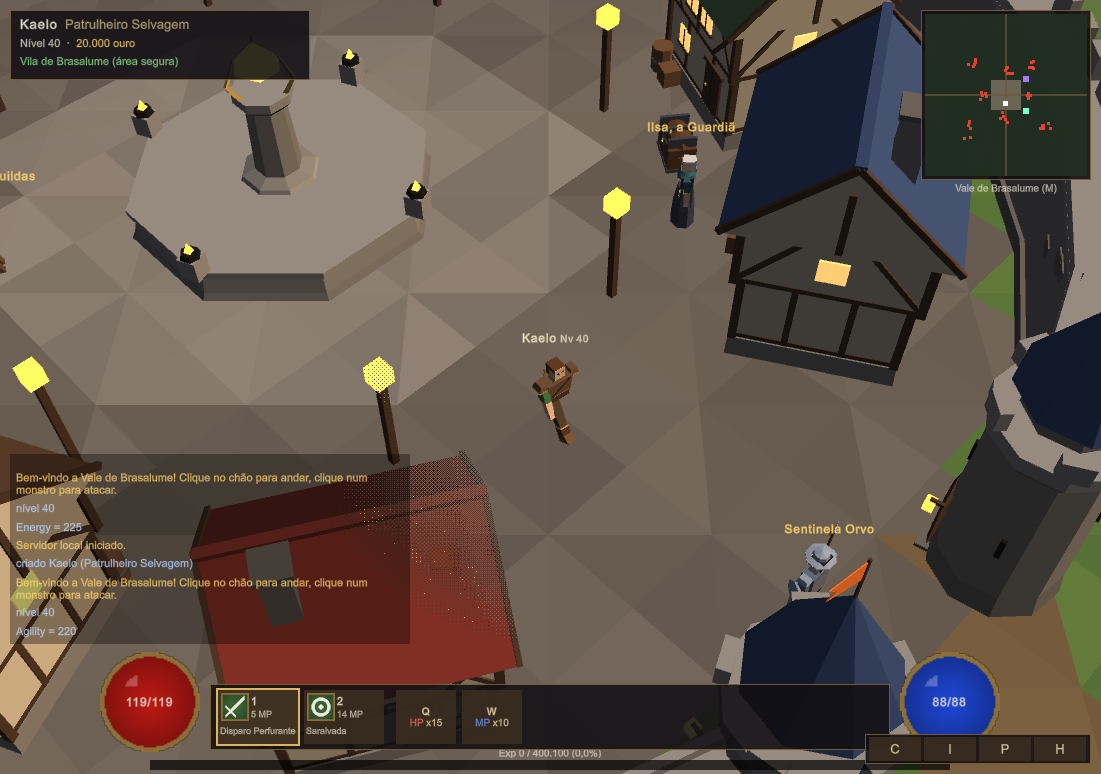 Kaelo Patrulheiro Selvagem
Nível 40 · 20.000 ouro
Vila de Brasalume (área segura)
Ilsa, a Guardiã
uildas
Vale de Brasalume (M)
Kaelo Nv 40
Bem-vindo a Vale de Brasalume! Clique no chão para andar, clique num
monstro para atacar.
nível 40
Energy = 225
Servidor local iniciado.
criado Kaelo (Patrulheiro Selvagem)
Bem-vindo a Vale de Brasalume! Clique no chão para andar, clique num
monstro para atacar.
nível 40
Agility = 220
Sentinela Orvo
119/119
1
5 MP
Disparo Perfurante
2
14 MP
Saralvada
Q
HP x15
W
MP x10
88/88
Exp 0 / 400.100 (0,0%)
C I P H